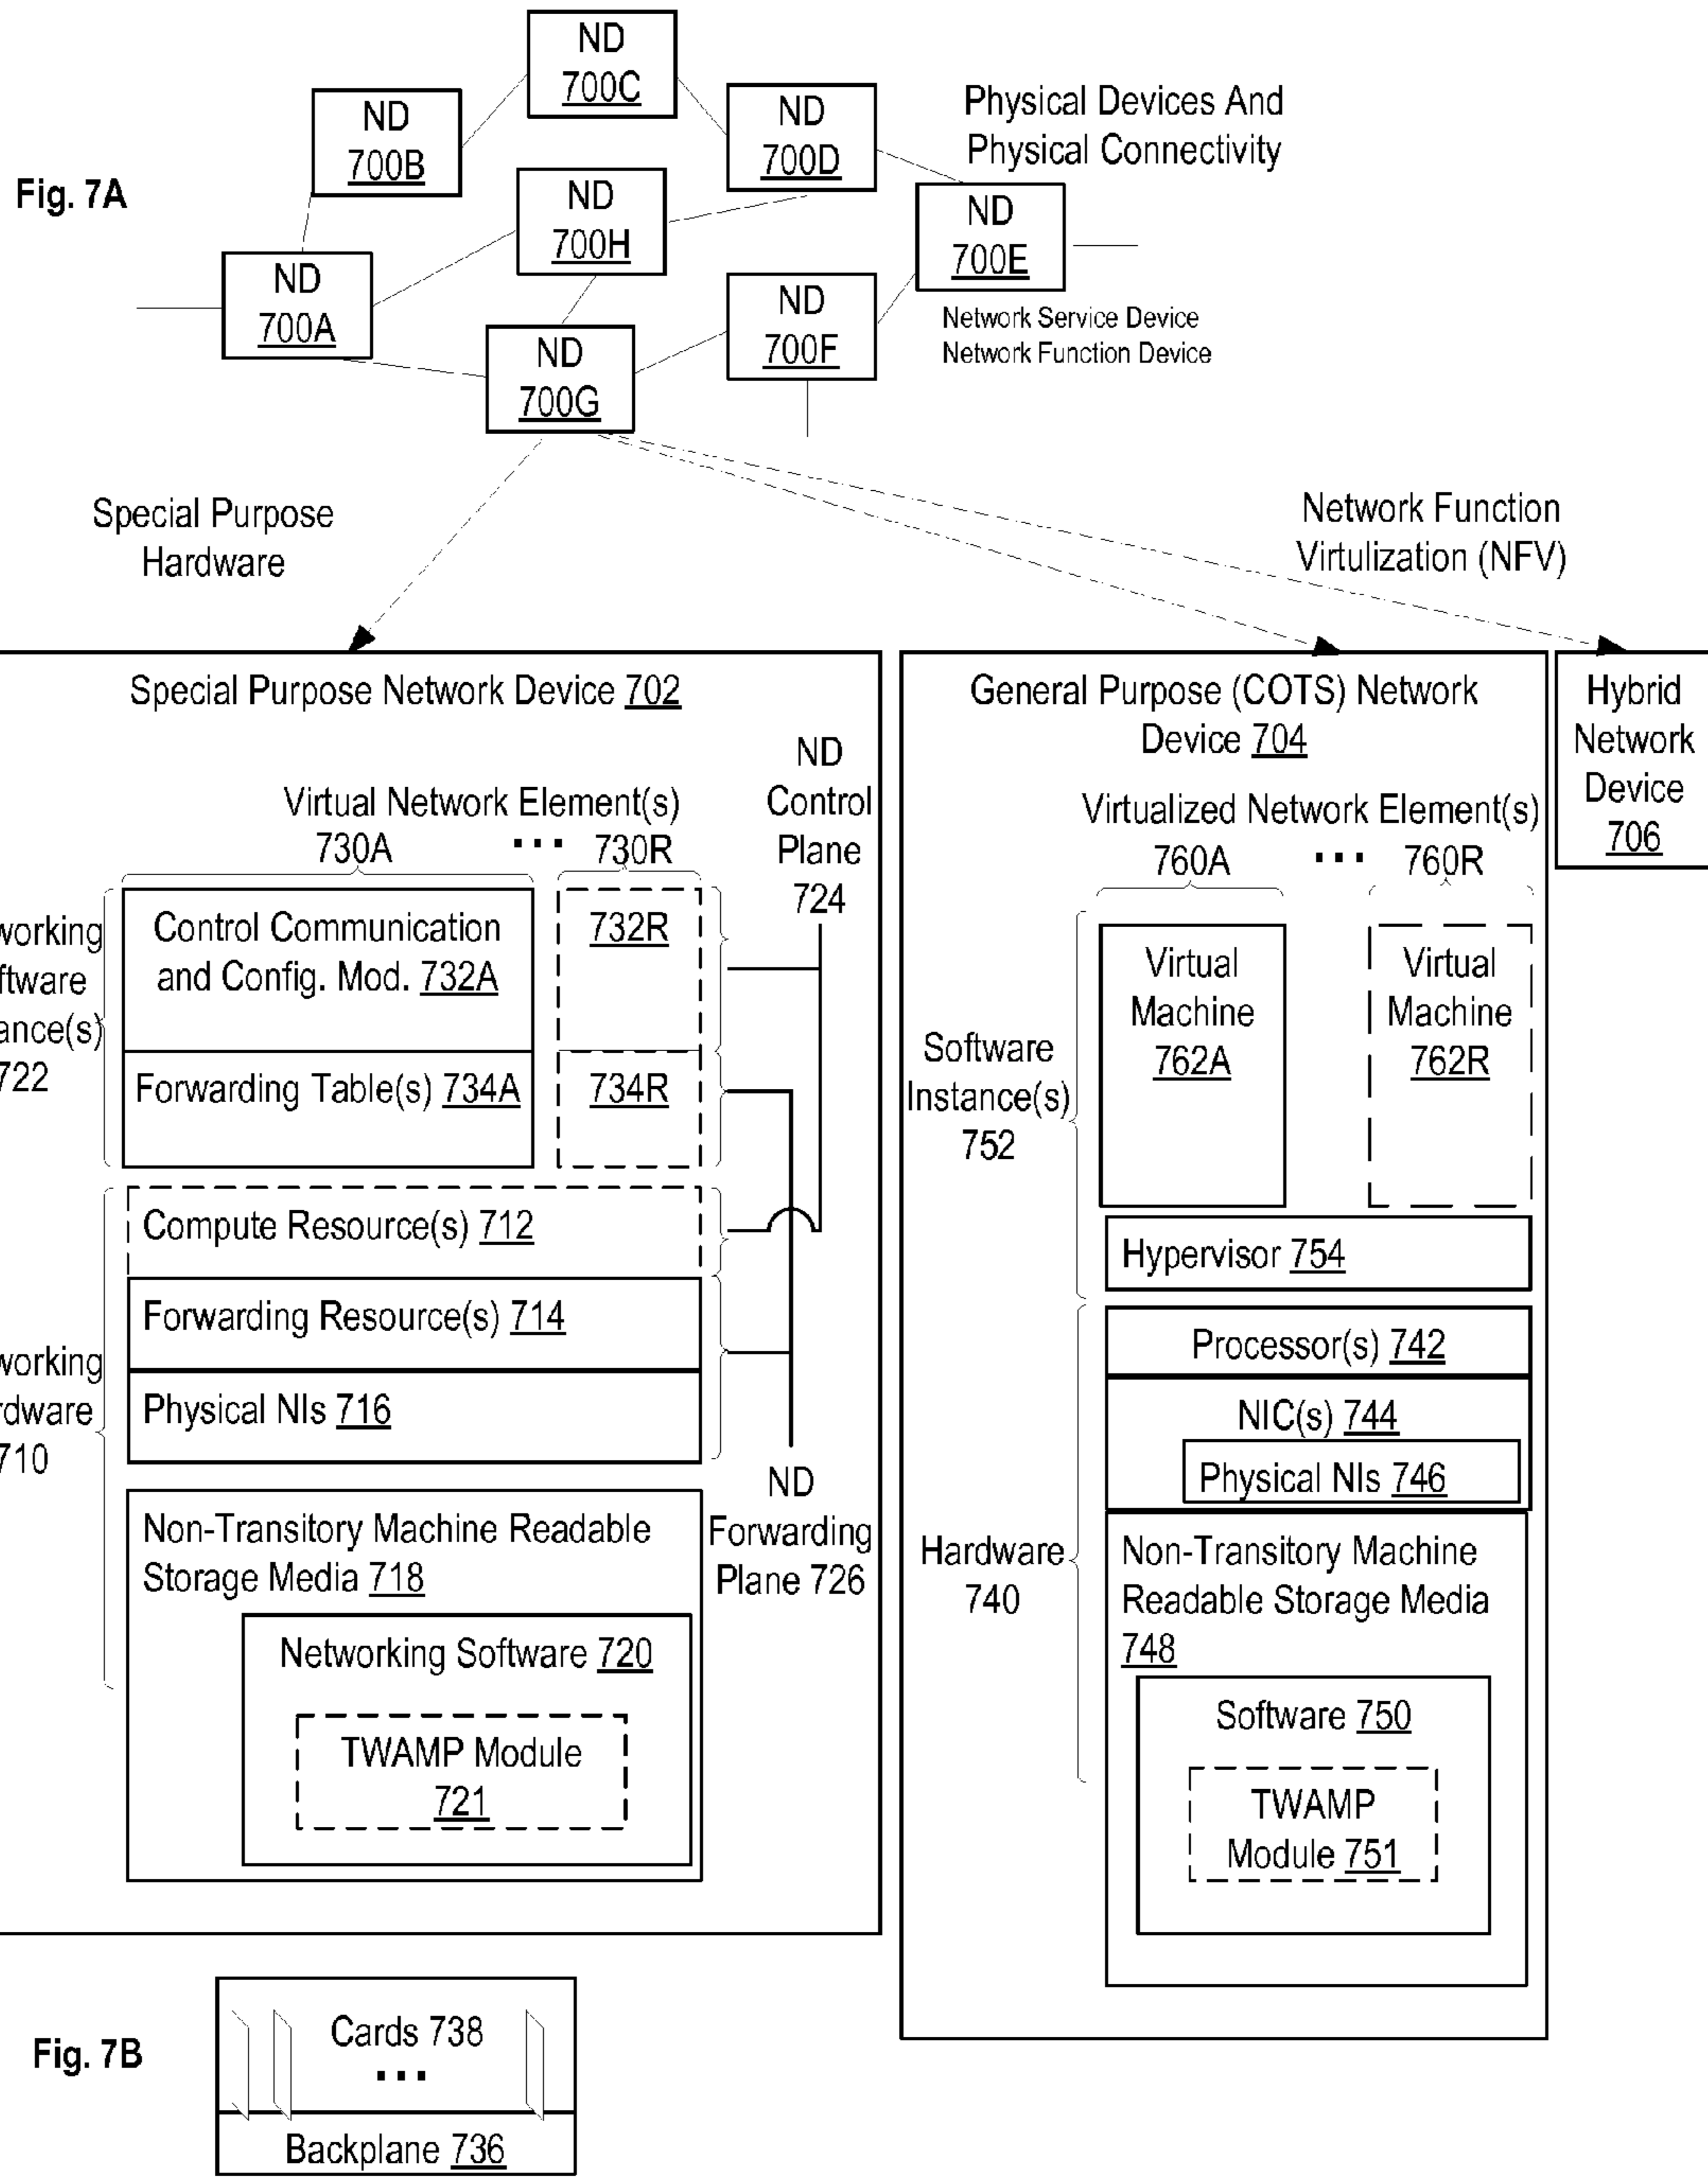 ND
700C
ND
700B
ND
700D
Physical Devices And
Physical Connectivity
Fig. 7A
ND
700H
ND
700E
ND
700A
ND
700F
Network Service Device
Network Function Device
ND
700G
Special Purpose
Hardware
Network Function
Virtulization (NFV)
Special Purpose Network Device 702
ND
Control
Plane
724
Virtual Network Element(s)
730A ... 730R
working
ftware
ance(s)
722
Control Communication
and Config. Mod. 732A
732R
Forwarding Table(s) 734A
734R
Compute Resource(s) 712
Forwarding Resource(s) 714
Physical NIs 716
working
rdware
710
ND
Forwarding
Plane 726
Non-Transitory Machine Readable
Storage Media 718
Networking Software 720
TWAMP Module
721
General Purpose (COTS) Network
Device 704
Virtualized Network Element(s)
760A ... 760R
Software
Instance(s)
752
Virtual
Machine
762A
Virtual
Machine
762R
Hypervisor 754
Processor(s) 742
NIC(s) 744
Physical NIs 746
Hardware
740
Non-Transitory Machine
Readable Storage Media
748
Software 750
TWAMP
Module 751
Hybrid
Network
Device
706
Fig. 7B
Cards 738
...
Backplane 736